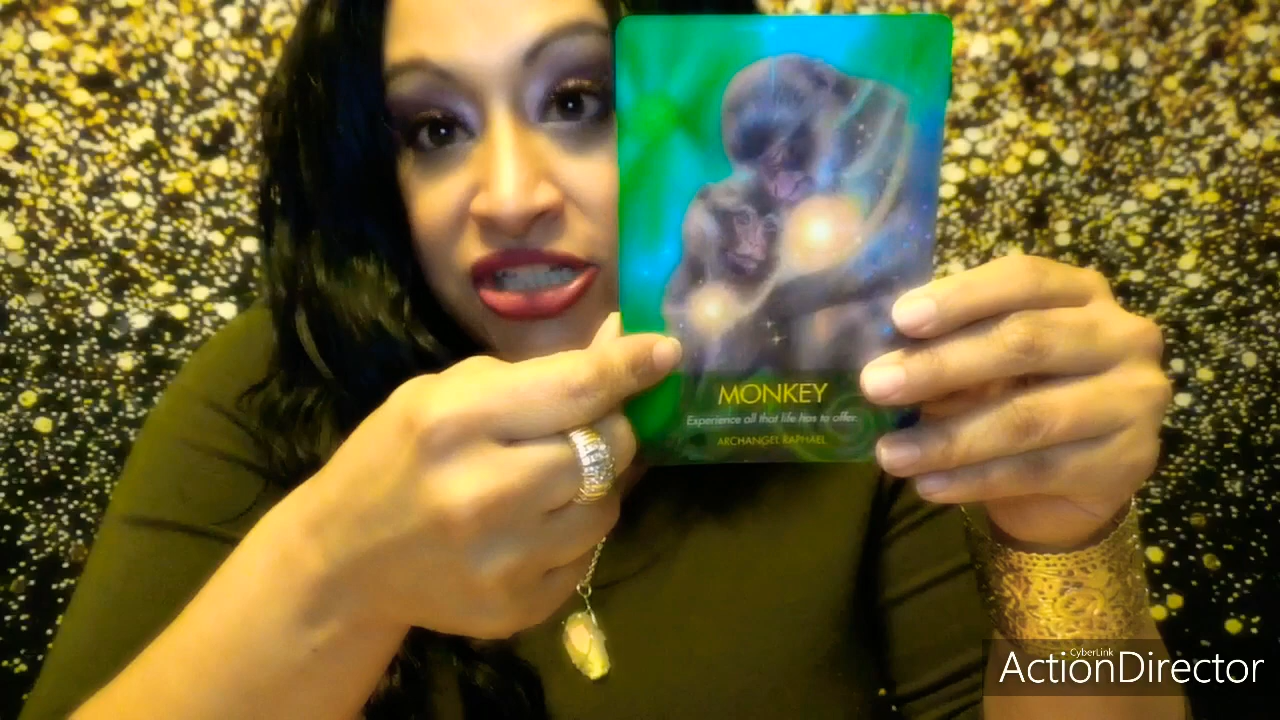 MONKEY
Experience all that life has to offer.
ARCHANGEL RAPHAEL
CyberLink
ActionDirector